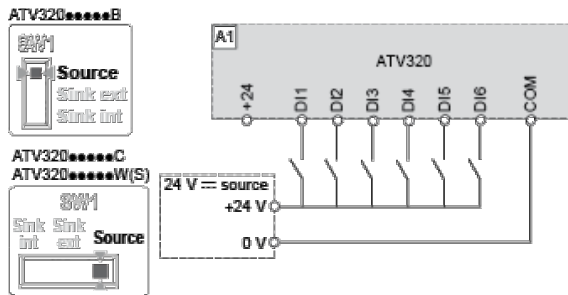 ATV320●●●●●B
SW1
Source
Sink ext
Sink int
ATV320●●●●●C
ATV320●●●●●W(S)
SW1
Sink int
Sink ext
Source
A1
ATV320
+24
DI1
DI2
DI3
DI4
DI5
DI6
COM
24 V ⎓ source
+24 V
0 V